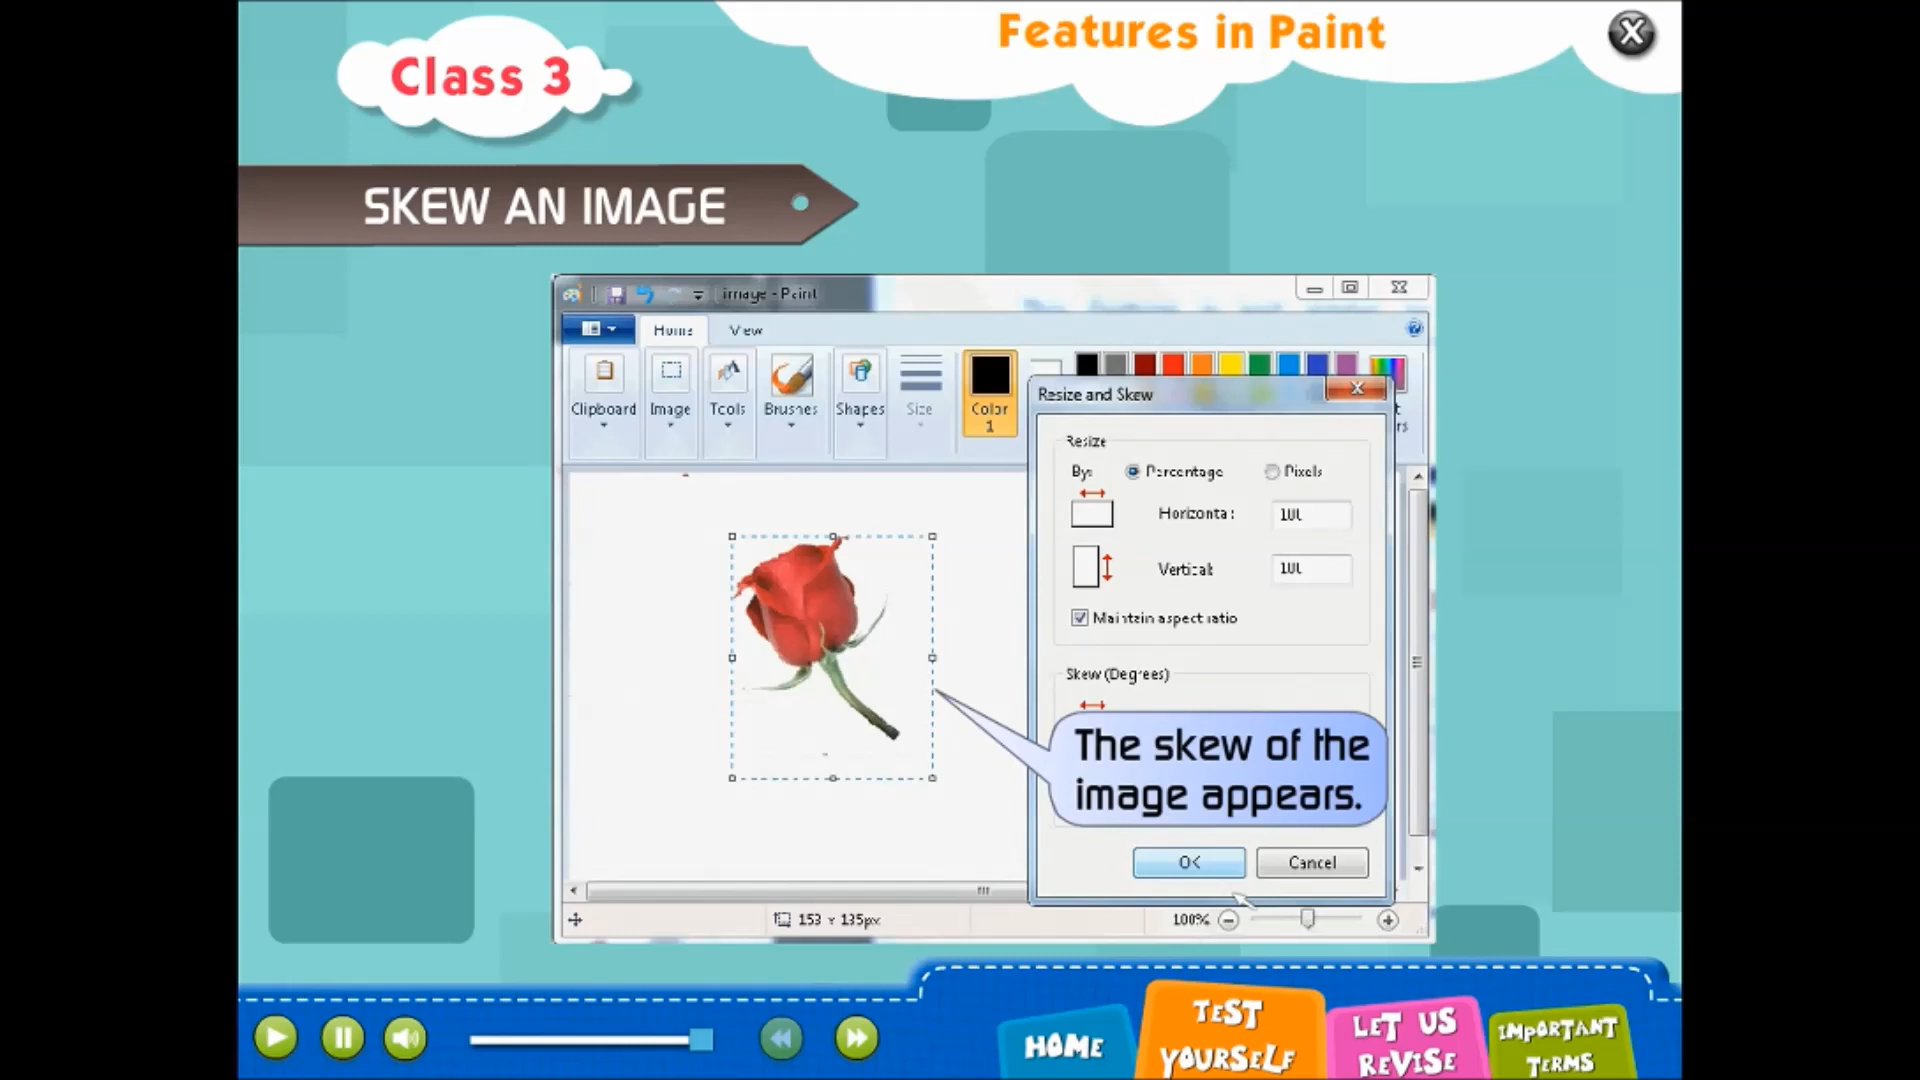 Features in Paint
X
Class 3
SKEW AN IMAGE
image - Paint
Home
View
Clipboard
Image
Tools
Brushes
Shapes
Size
Color
1
Resize and Skew
Resize
By:
Percentage
Pixels
Horizontal:
100
Vertical:
100
Maintain aspect ratio
Skew (Degrees)
The skew of the
image appears.
OK
Cancel
153 × 135px
100%
HOME
TEST
YOURSELF
LET US
REVISE
IMPORTANT
TERMS